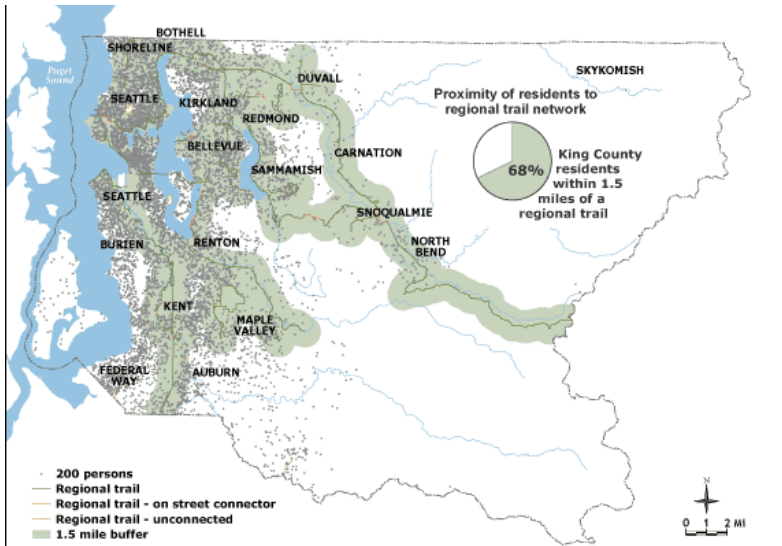 BOTHELL
SHORELINE
Puget
Sound
DUVALL
SKYKOMISH
SEATTLE
KIRKLAND
Proximity of residents to
regional trail network
REDMOND
BELLEVUE
CARNATION
68%
King County
residents
within 1.5
miles of a
regional trail
SAMMAMISH
SEATTLE
SNOQUALMIE
BURIEN
RENTON
NORTH
BEND
KENT
MAPLE
VALLEY
FEDERAL
WAY
AUBURN
200 persons
Regional trail
Regional trail - on street connector
Regional trail - unconnected
1.5 mile buffer
N
0 1 2 Mi